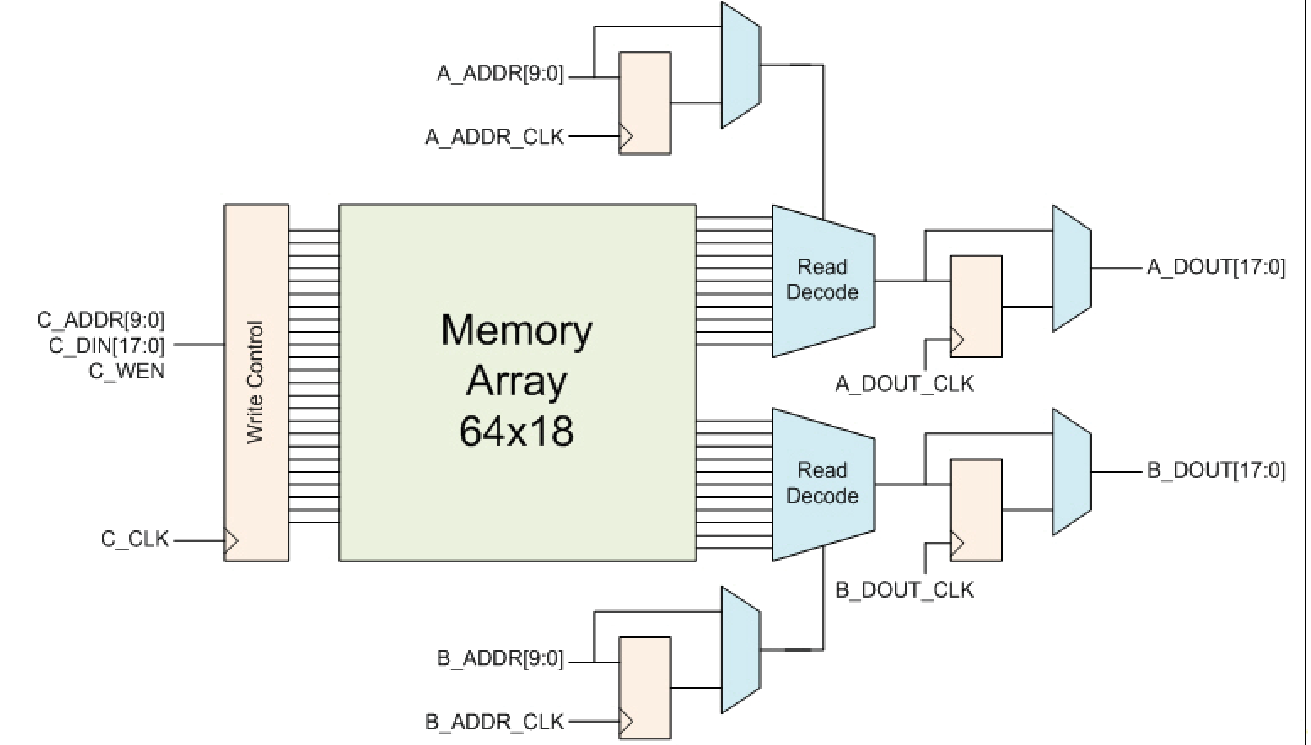 A_ADDR[9:0]
A_ADDR_CLK
Read
Decode
A_DOUT[17:0]
A_DOUT_CLK
C_ADDR[9:0]
C_DIN[17:0]
C_WEN
Write Control
Memory
Array
64x18
C_CLK
Read
Decode
B_DOUT[17:0]
B_DOUT_CLK
B_ADDR[9:0]
B_ADDR_CLK